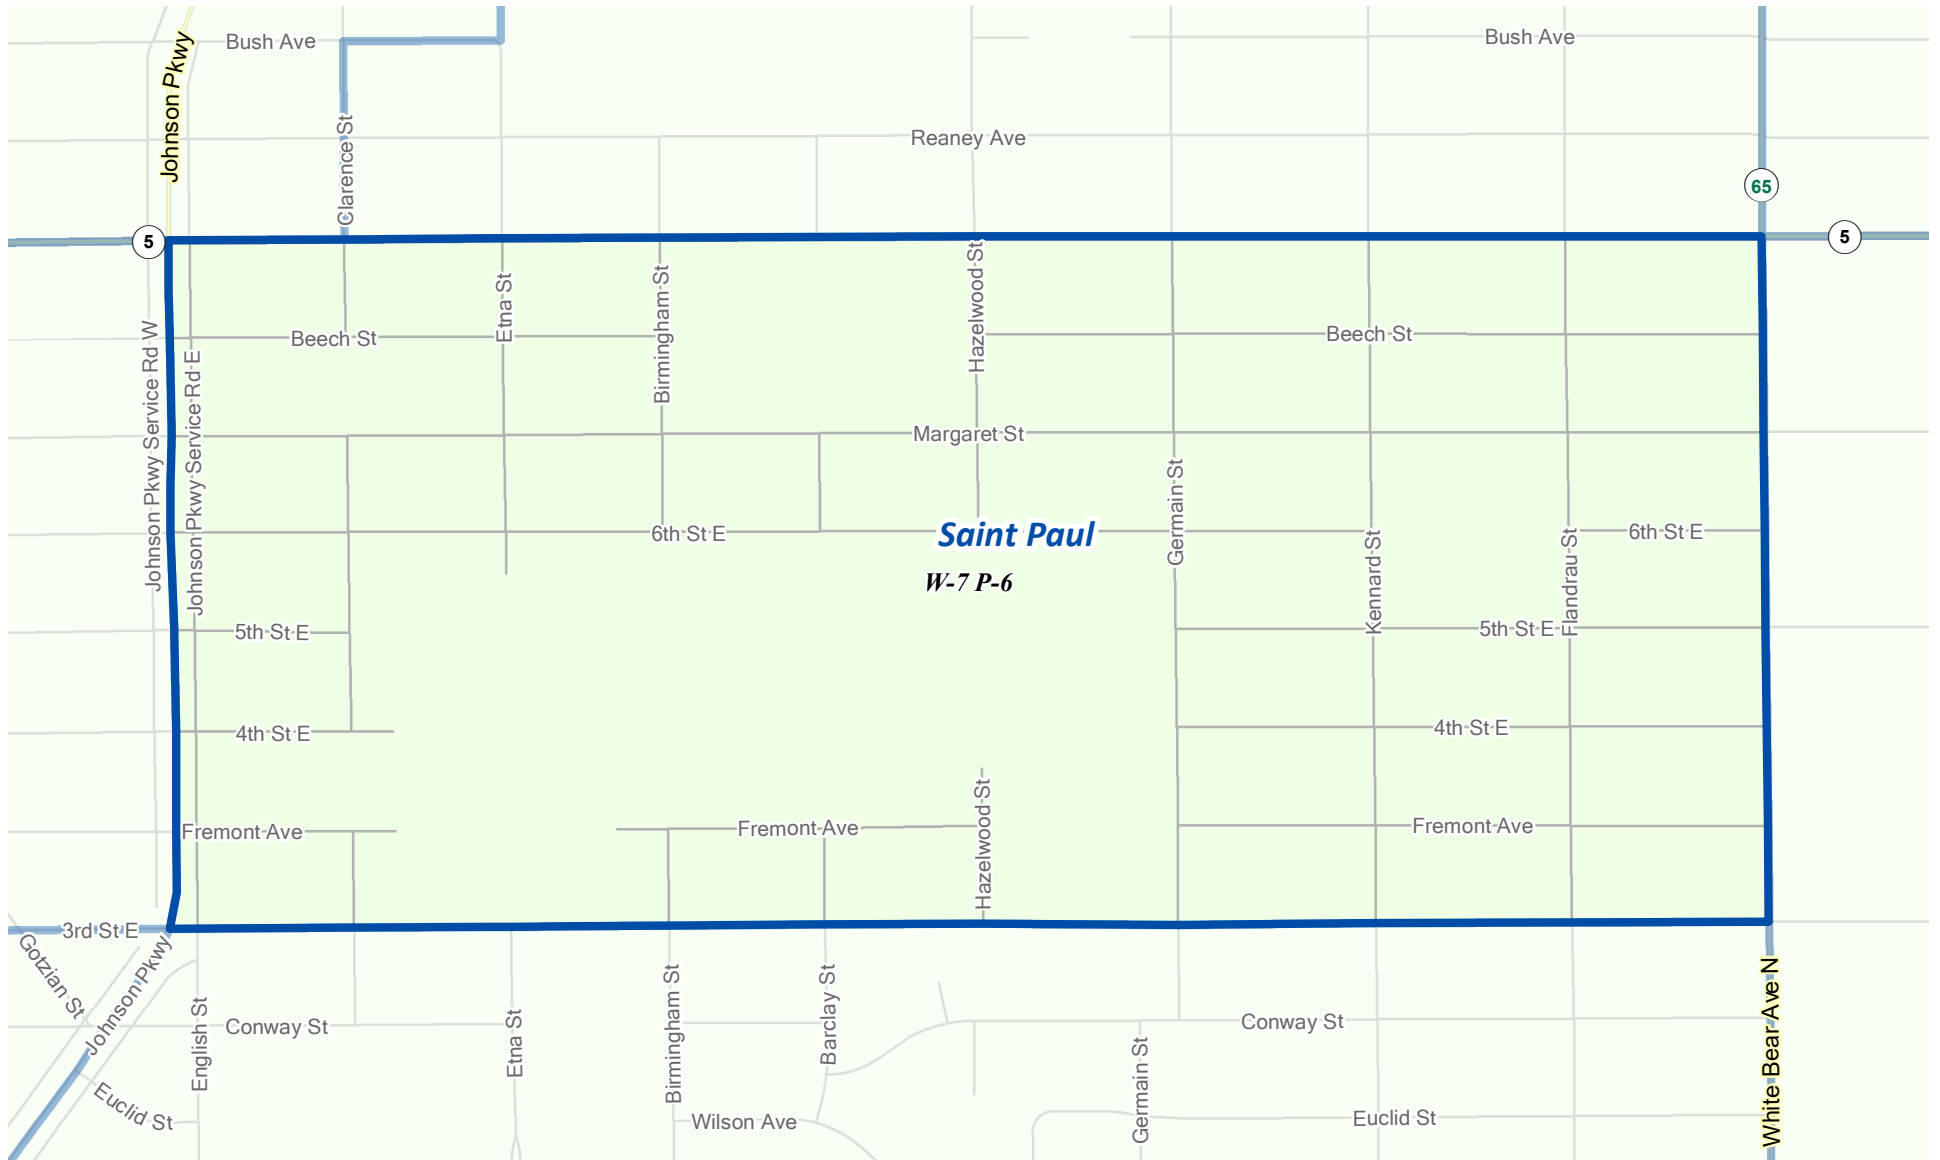 Bush Ave
Bush Ave
Johnson Pkwy
Clarence St
Reaney Ave
65
5
5
Johnson Pkwy Service Rd W
Johnson Pkwy Service Rd E
Etna St
Birmingham St
Hazelwood St
Beech St
Beech St
Margaret St
Germain St
6th St E
Saint Paul
6th St E
Kennard St
Flandrau St
W-7 P-6
5th St E
5th St E
4th St E
4th St E
Hazelwood St
Fremont Ave
Fremont Ave
Fremont Ave
3rd St E
Gotzian St
Johnson Pkwy
English St
Conway St
Etna St
Birmingham St
Barclay St
Conway St
Germain St
White Bear Ave N
Euclid St
Wilson Ave
Euclid St